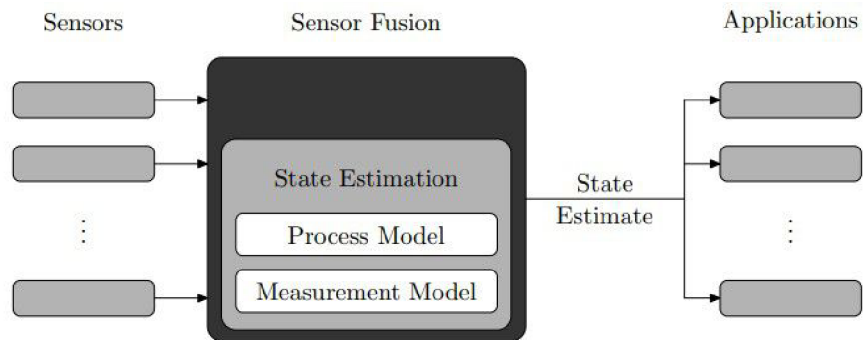 Sensors
Sensor Fusion
Applications
State Estimation
Process Model
Measurement Model
State
Estimate